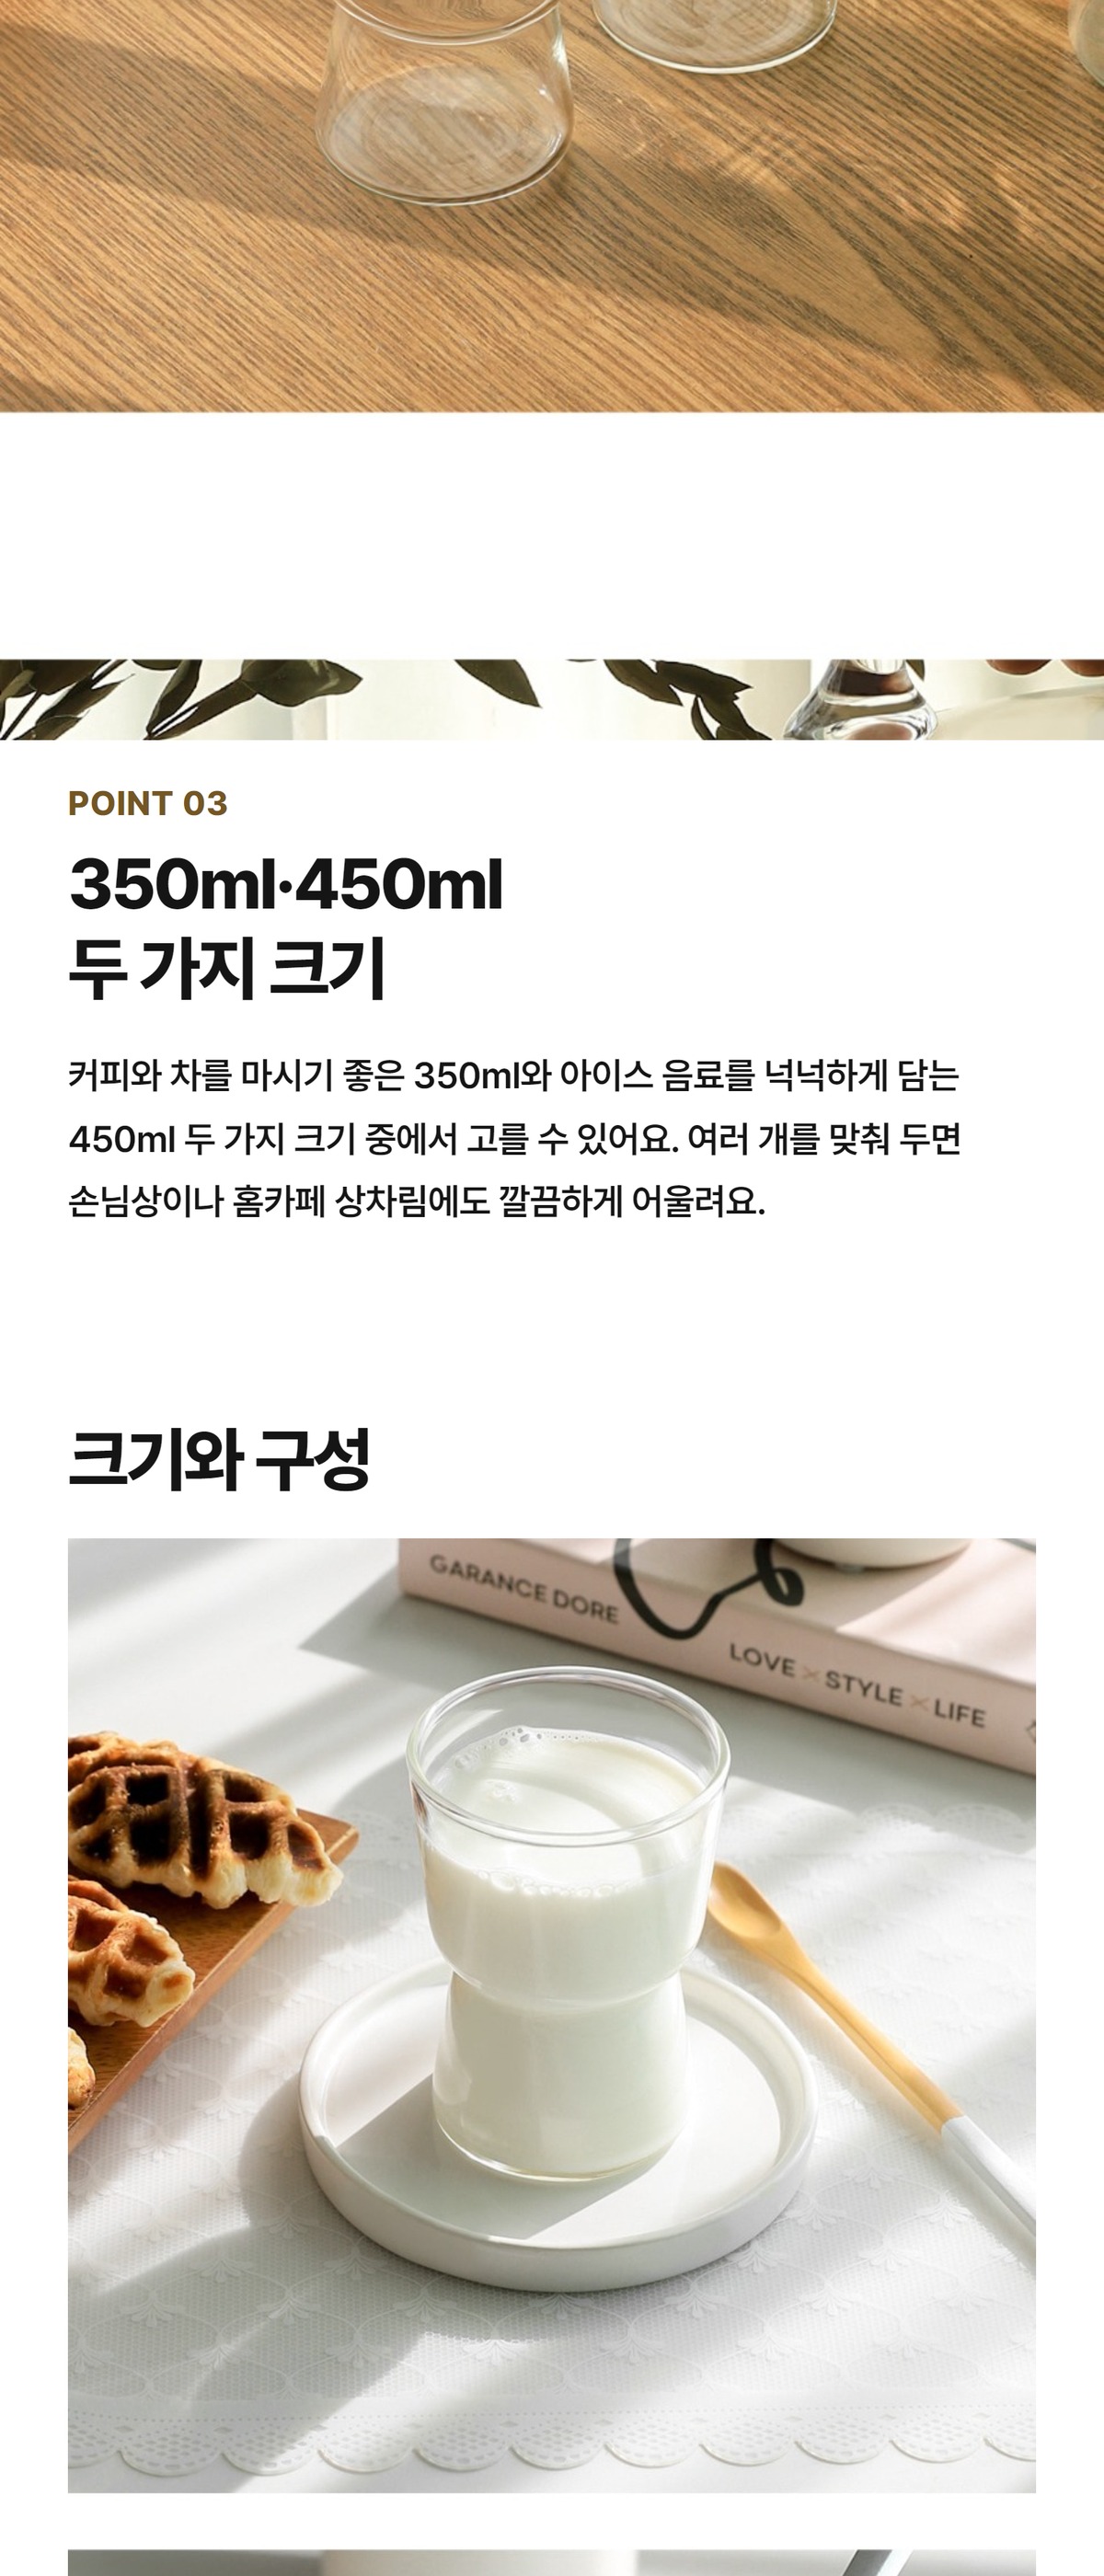 POINT 03
350ml·450ml
두 가지 크기
커피와 차를 마시기 좋은 350ml와 아이스 음료를 넉넉하게 담는
450ml 두 가지 크기 중에서 고를 수 있어요. 여러 개를 맞춰 두면
손님상이나 홈카페 상차림에도 깔끔하게 어울려요.
크기와 구성
GARANCE DORE
LOVE × STYLE × LIFE